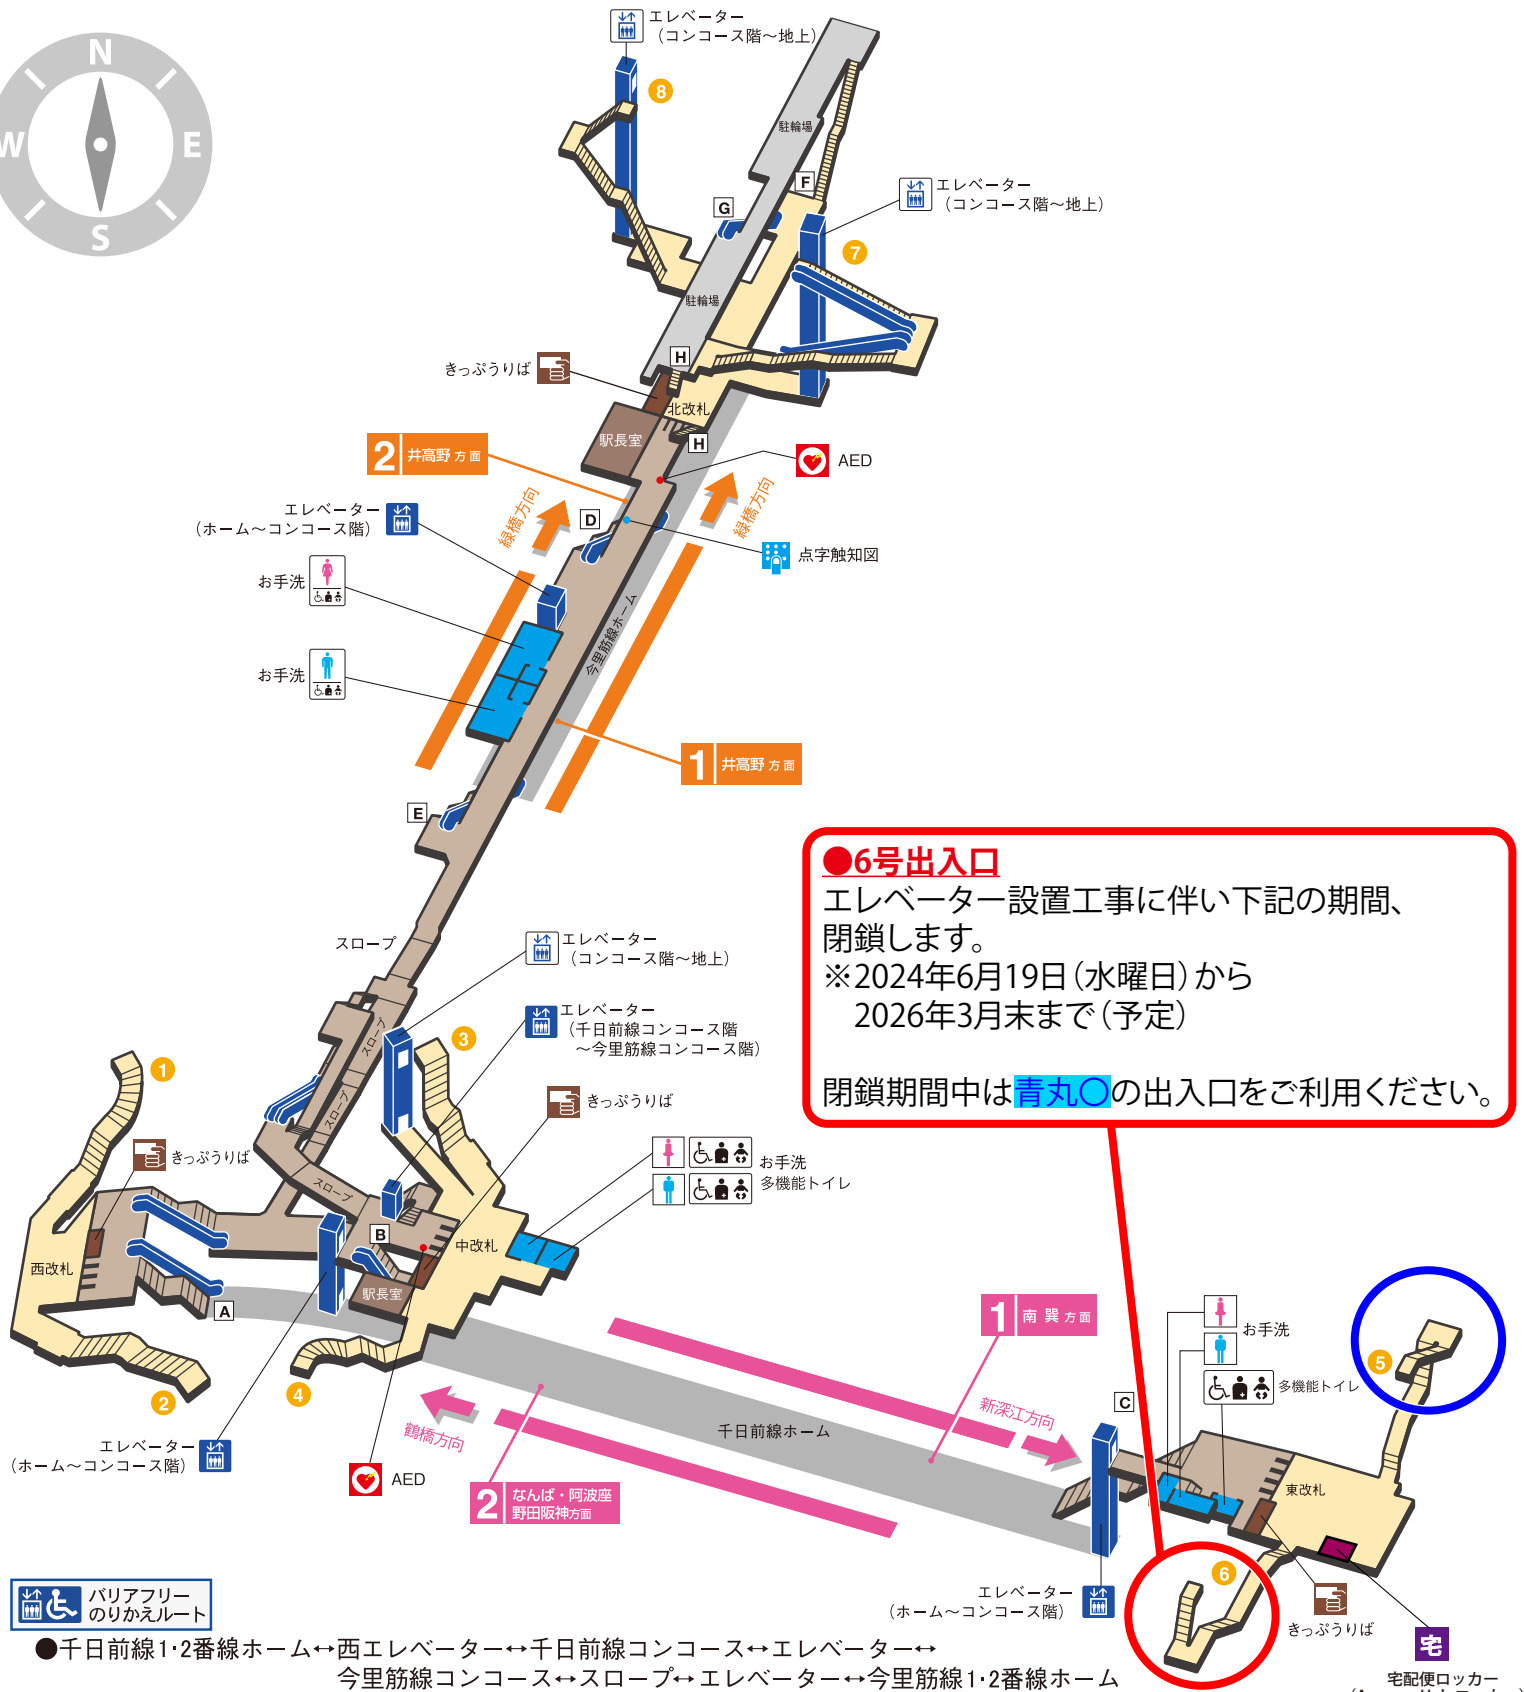 エレベーター
（コンコース階〜地上）
8
N
W
E
S
駐輪場
F
エレベーター
（コンコース階〜地上）
G
7
駐輪場
H
きっぷうりば
北改札
駅長室
H
2 井高野 方面
AED
エレベーター
（ホーム〜コンコース階）
緑橋方向
緑橋方向
D
点字触知図
お手洗
今里筋線ホーム
お手洗
1 井高野 方面
E
●6号出入口
エレベーター設置工事に伴い下記の期間、
閉鎖します。
※2024年6月19日（水曜日）から
2026年3月末まで（予定）
閉鎖期間中は青丸〇の出入口をご利用ください。
スロープ
エレベーター
（コンコース階〜地上）
エレベーター
（千日前線コンコース階
〜今里筋線コンコース階）
スロープ
3
1
スロープ
きっぷうりば
きっぷうりば
お手洗
多機能トイレ
スロープ
B
中改札
西改札
駅長室
A
1 南 巽 方面
お手洗
5
多機能トイレ
4
2
新深江方向
C
鶴橋方向
千日前線ホーム
エレベーター
（ホーム〜コンコース階）
AED
2 なんば・阿波座
野田阪神方面
東改札
6
エレベーター
（ホーム〜コンコース階）
きっぷうりば
宅
宅配便ロッカー
バリアフリー
のりかえルート
●千日前線1･2番線ホーム↔西エレベーター↔千日前線コンコース↔エレベーター↔
今里筋線コンコース↔スロープ↔エレベーター↔今里筋線1･2番線ホーム